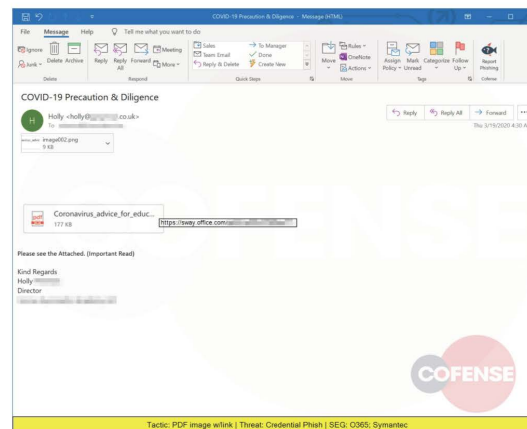 COVID-19 Precaution & Diligence - Message (HTML)
File Message Help Tell me what you want to do
Ignore
Junk
Delete Archive
Reply Reply All Forward
Meeting
More
Sales
Team Email
Reply & Delete
To Manager
Done
Create New
Move
Rules
OneNote
Actions
Assign Policy Mark Unread Categorize Follow Up
Report Phishing
Delete Respond Quick Steps Move Tags Cofense
COVID-19 Precaution & Diligence
H
Holly <holly@ .co.uk>
To
Reply Reply All Forward
Thu 3/19/2020 4:30 A
image002.png
9 KB
pdf
Coronavirus_advice_for_educ...
177 KB
https://sway.office.com
Please see the Attached. (Important Read)
Kind Regards
Holly
Director
COFENSE
COFENSE
Tactic: PDF image w/link | Threat: Credential Phish | SEG: O365; Symantec